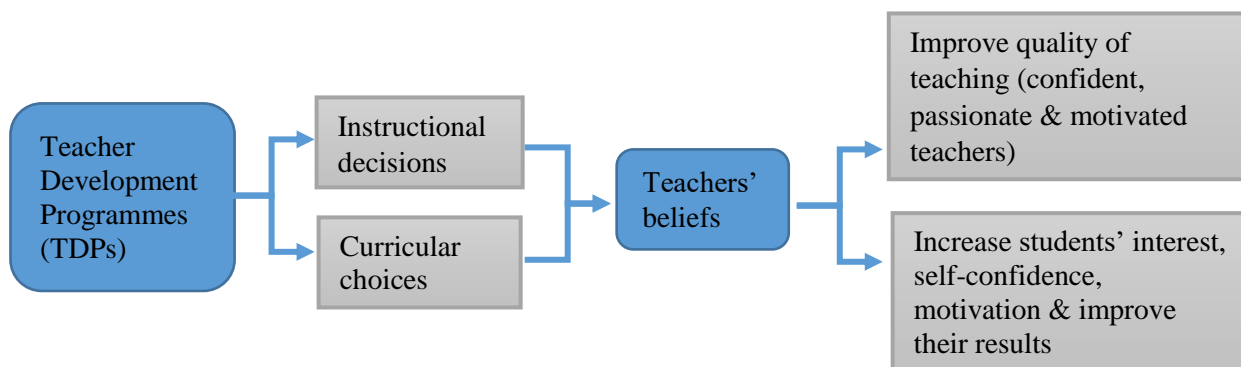 Teacher
Development
Programmes
(TDPs)
Instructional
decisions
Curricular
choices
Teachers’
beliefs
Improve quality of
teaching (confident,
passionate & motivated
teachers)
Increase students’ interest,
self-confidence,
motivation & improve
their results